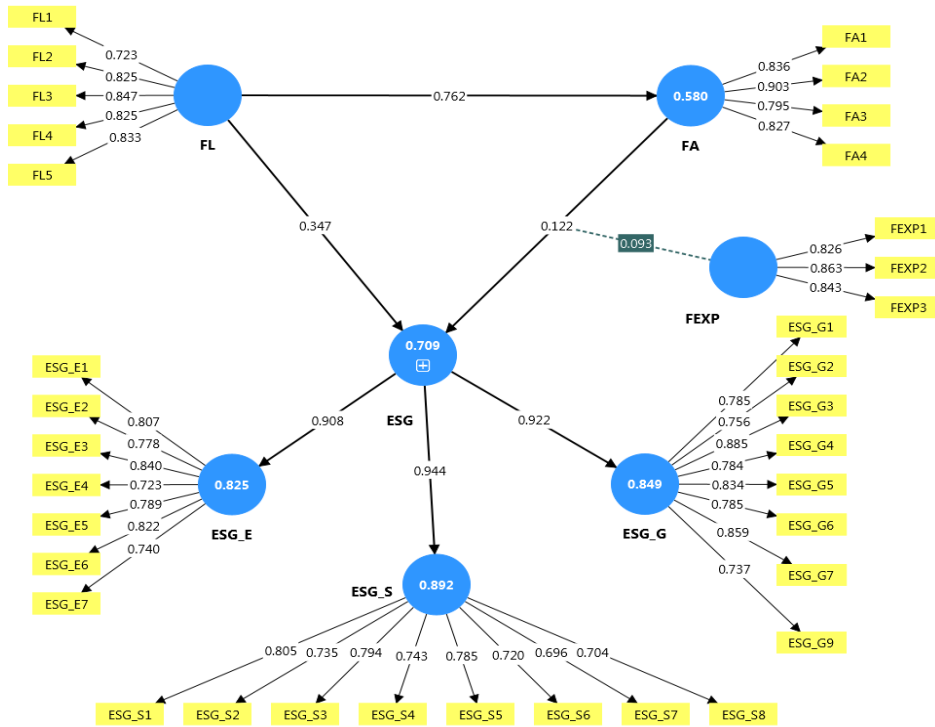 FL1
FL2
FL3
FL4
FL5
0.723
0.825
0.847
0.825
0.833
FL
0.762
0.580
FA
0.836
0.903
0.795
0.827
FA1
FA2
FA3
FA4
0.347
0.122
0.093
FEXP
0.826
0.863
0.843
FEXP1
FEXP2
FEXP3
0.709
ESG
0.908
0.944
0.922
ESG_E1
ESG_E2
ESG_E3
ESG_E4
ESG_E5
ESG_E6
ESG_E7
0.807
0.778
0.840
0.723
0.789
0.822
0.740
0.825
ESG_E
0.849
ESG_G
0.785
0.756
0.885
0.784
0.834
0.785
0.859
0.737
ESG_G1
ESG_G2
ESG_G3
ESG_G4
ESG_G5
ESG_G6
ESG_G7
ESG_G9
ESG_S
0.892
0.805
0.735
0.794
0.743
0.785
0.720
0.696
0.704
ESG_S1
ESG_S2
ESG_S3
ESG_S4
ESG_S5
ESG_S6
ESG_S7
ESG_S8